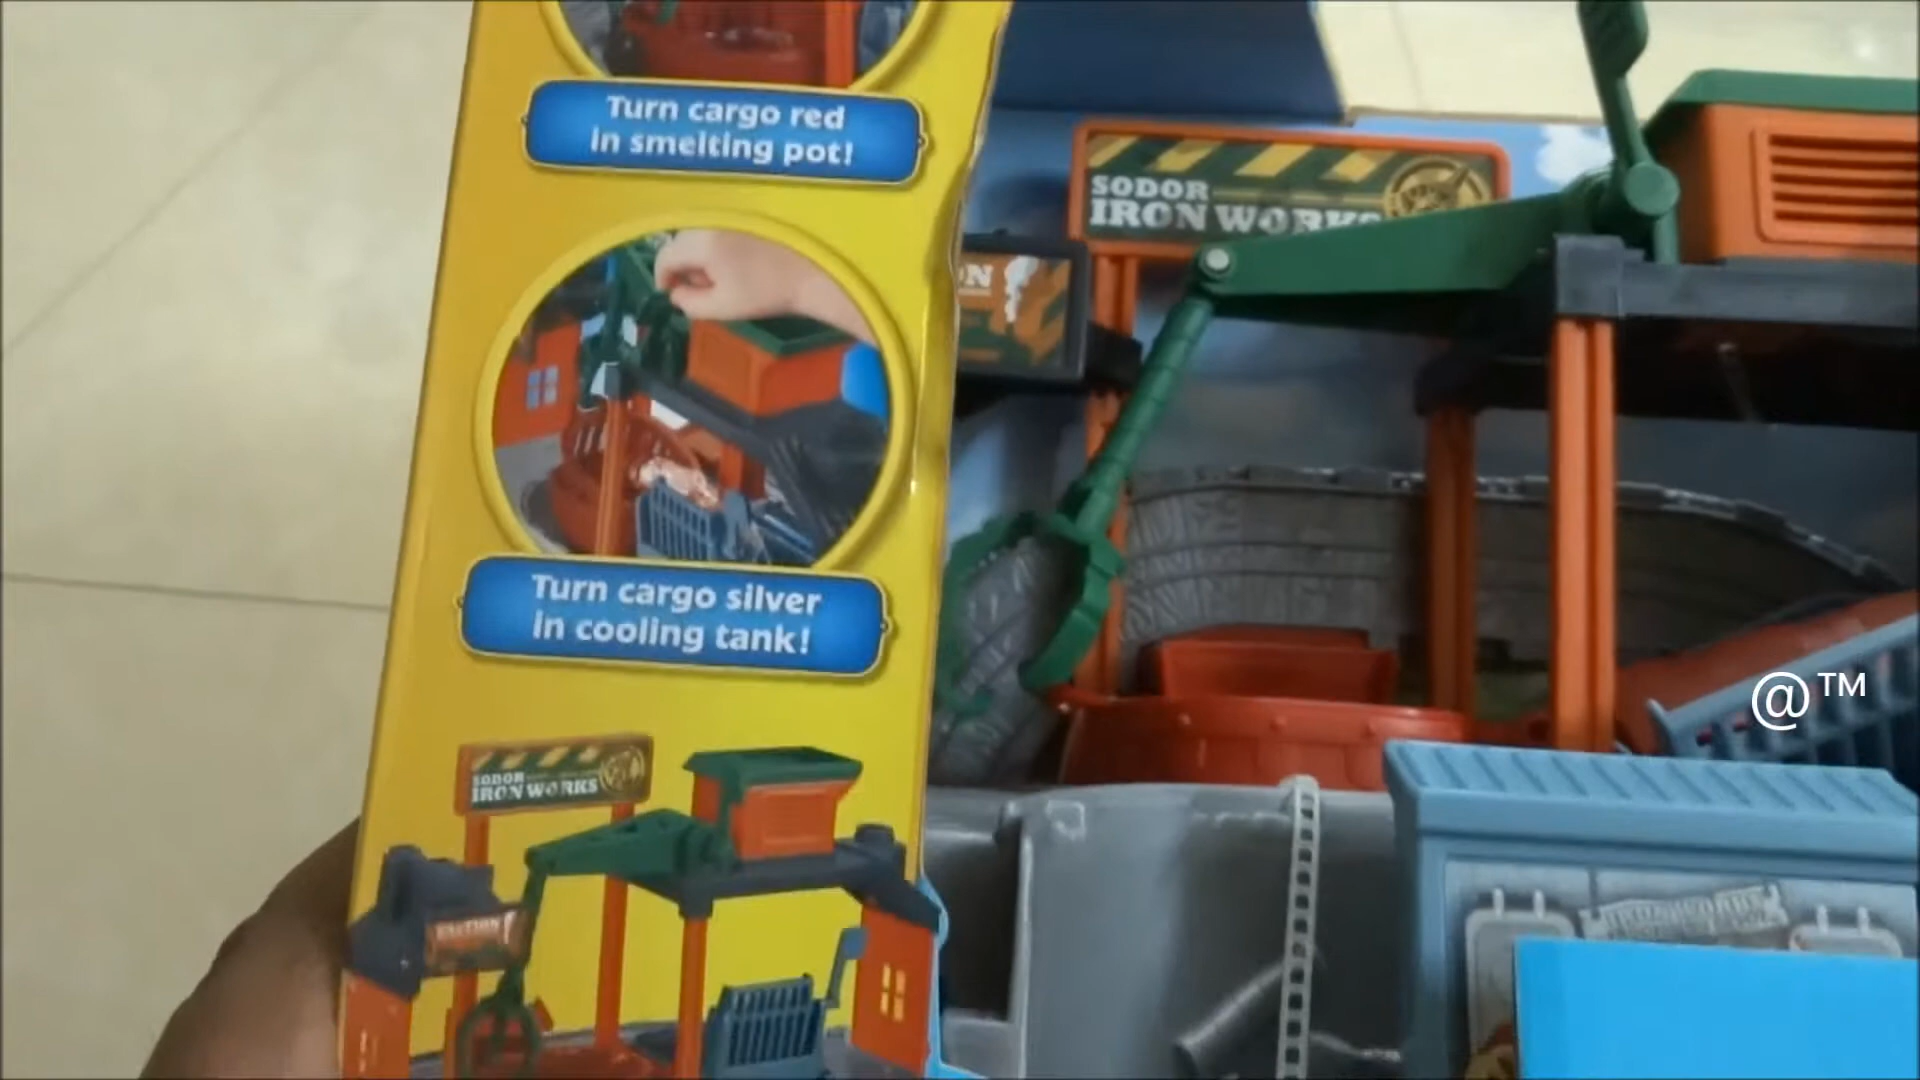 Turn cargo red
in smelting pot!
SODOR
IRON WORKS
Turn cargo silver
in cooling tank!
@™
SODOR
IRON WORKS